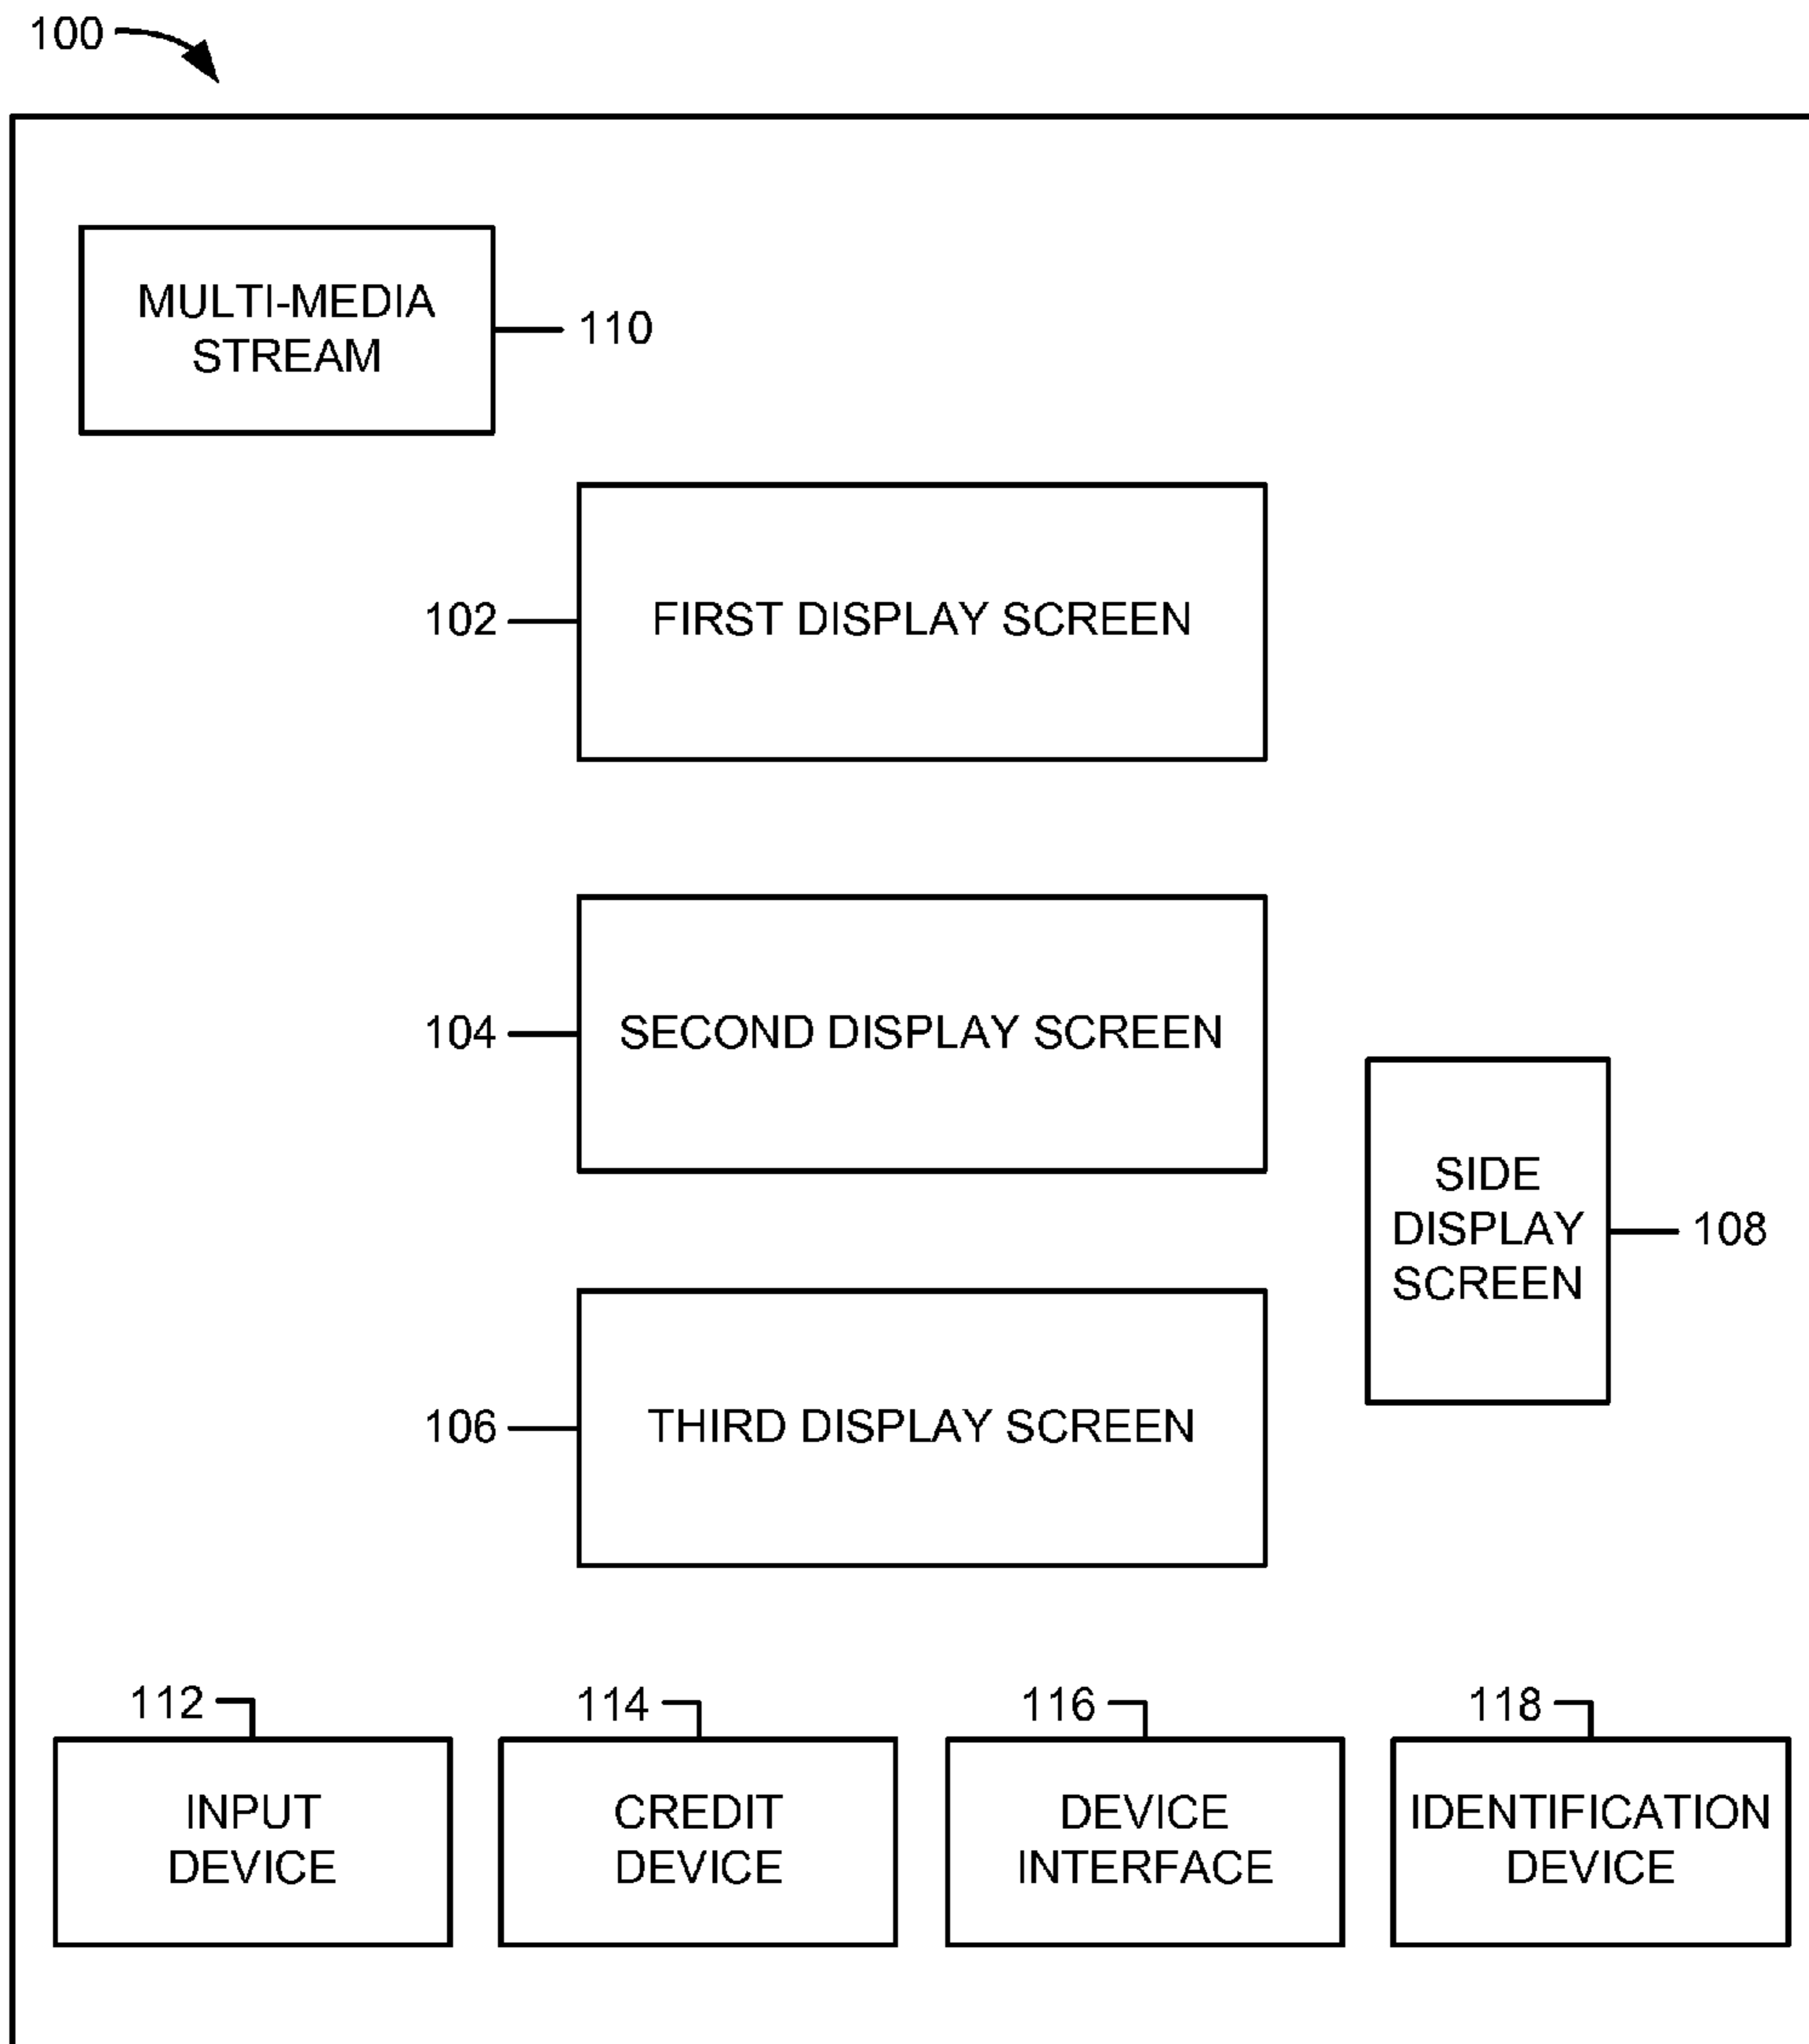 100
MULTI-MEDIA
STREAM
110
102
FIRST DISPLAY SCREEN
104
SECOND DISPLAY SCREEN
SIDE
DISPLAY
SCREEN
108
106
THIRD DISPLAY SCREEN
112
INPUT
DEVICE
114
CREDIT
DEVICE
116
DEVICE
INTERFACE
118
IDENTIFICATION
DEVICE